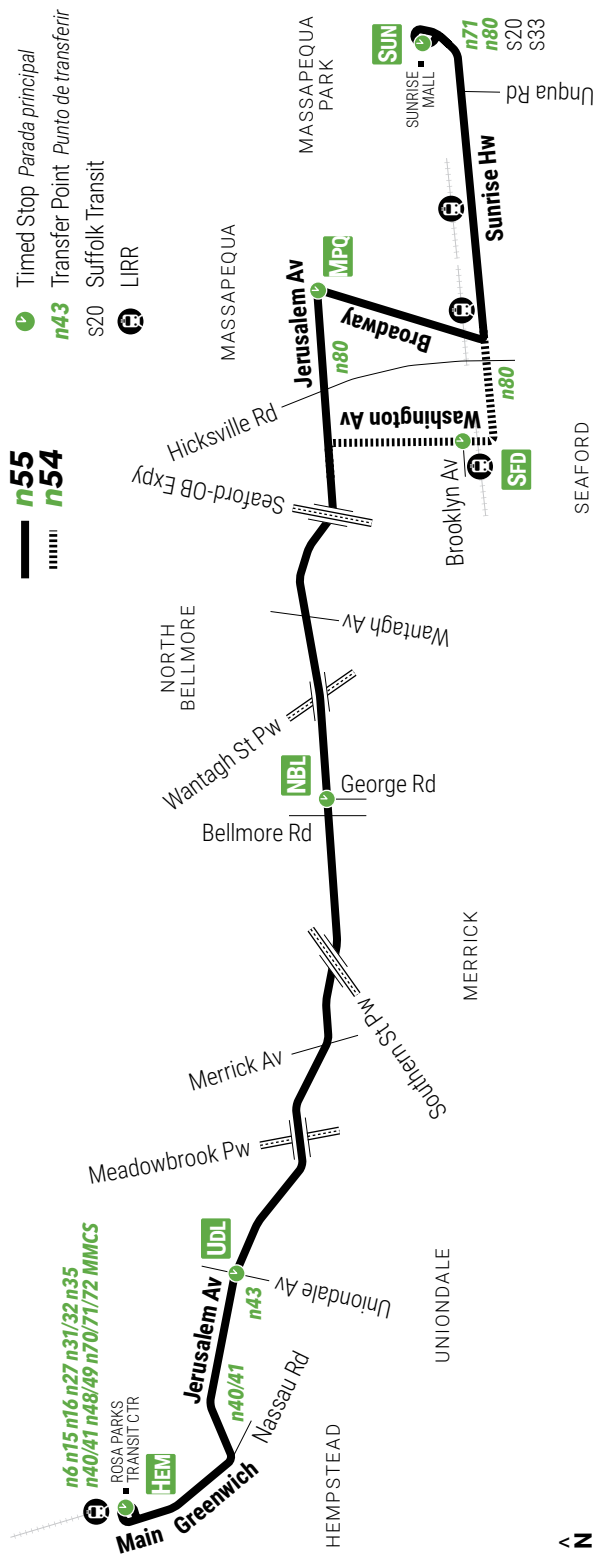 n6 n15 n16 n27 n31/32 n35
n40/41 n48/49 n70/71/72 MMCS
ROSA PARKS
TRANSIT CTR
HEM
Main
Greenwich
HEMPSTEAD
Nassau Rd
n40/41
Jerusalem Av
UDL
n43
Uniondale Av
UNIONDALE
Meadowbrook Pw
Merrick Av
Southern St Pw
MERRICK
Bellmore Rd
NBL
George Rd
Wantagh St Pw
NORTH
BELLMORE
Wantagh Av
n55
n54
Seaford-OB Expy
Hicksville Rd
Washington Av
Brooklyn Av
SFD
SEAFORD
n80
Jerusalem Av
n80
MPQ
Broadway
MASSAPEQUA
Sunrise Hw
MASSAPEQUA
PARK
Unqua Rd
SUNRISE
MALL
SUN
n71
n80
S20
S33
Timed Stop Parada principal
n43 Transfer Point Punto de transferir
S20 Suffolk Transit
LIRR
N